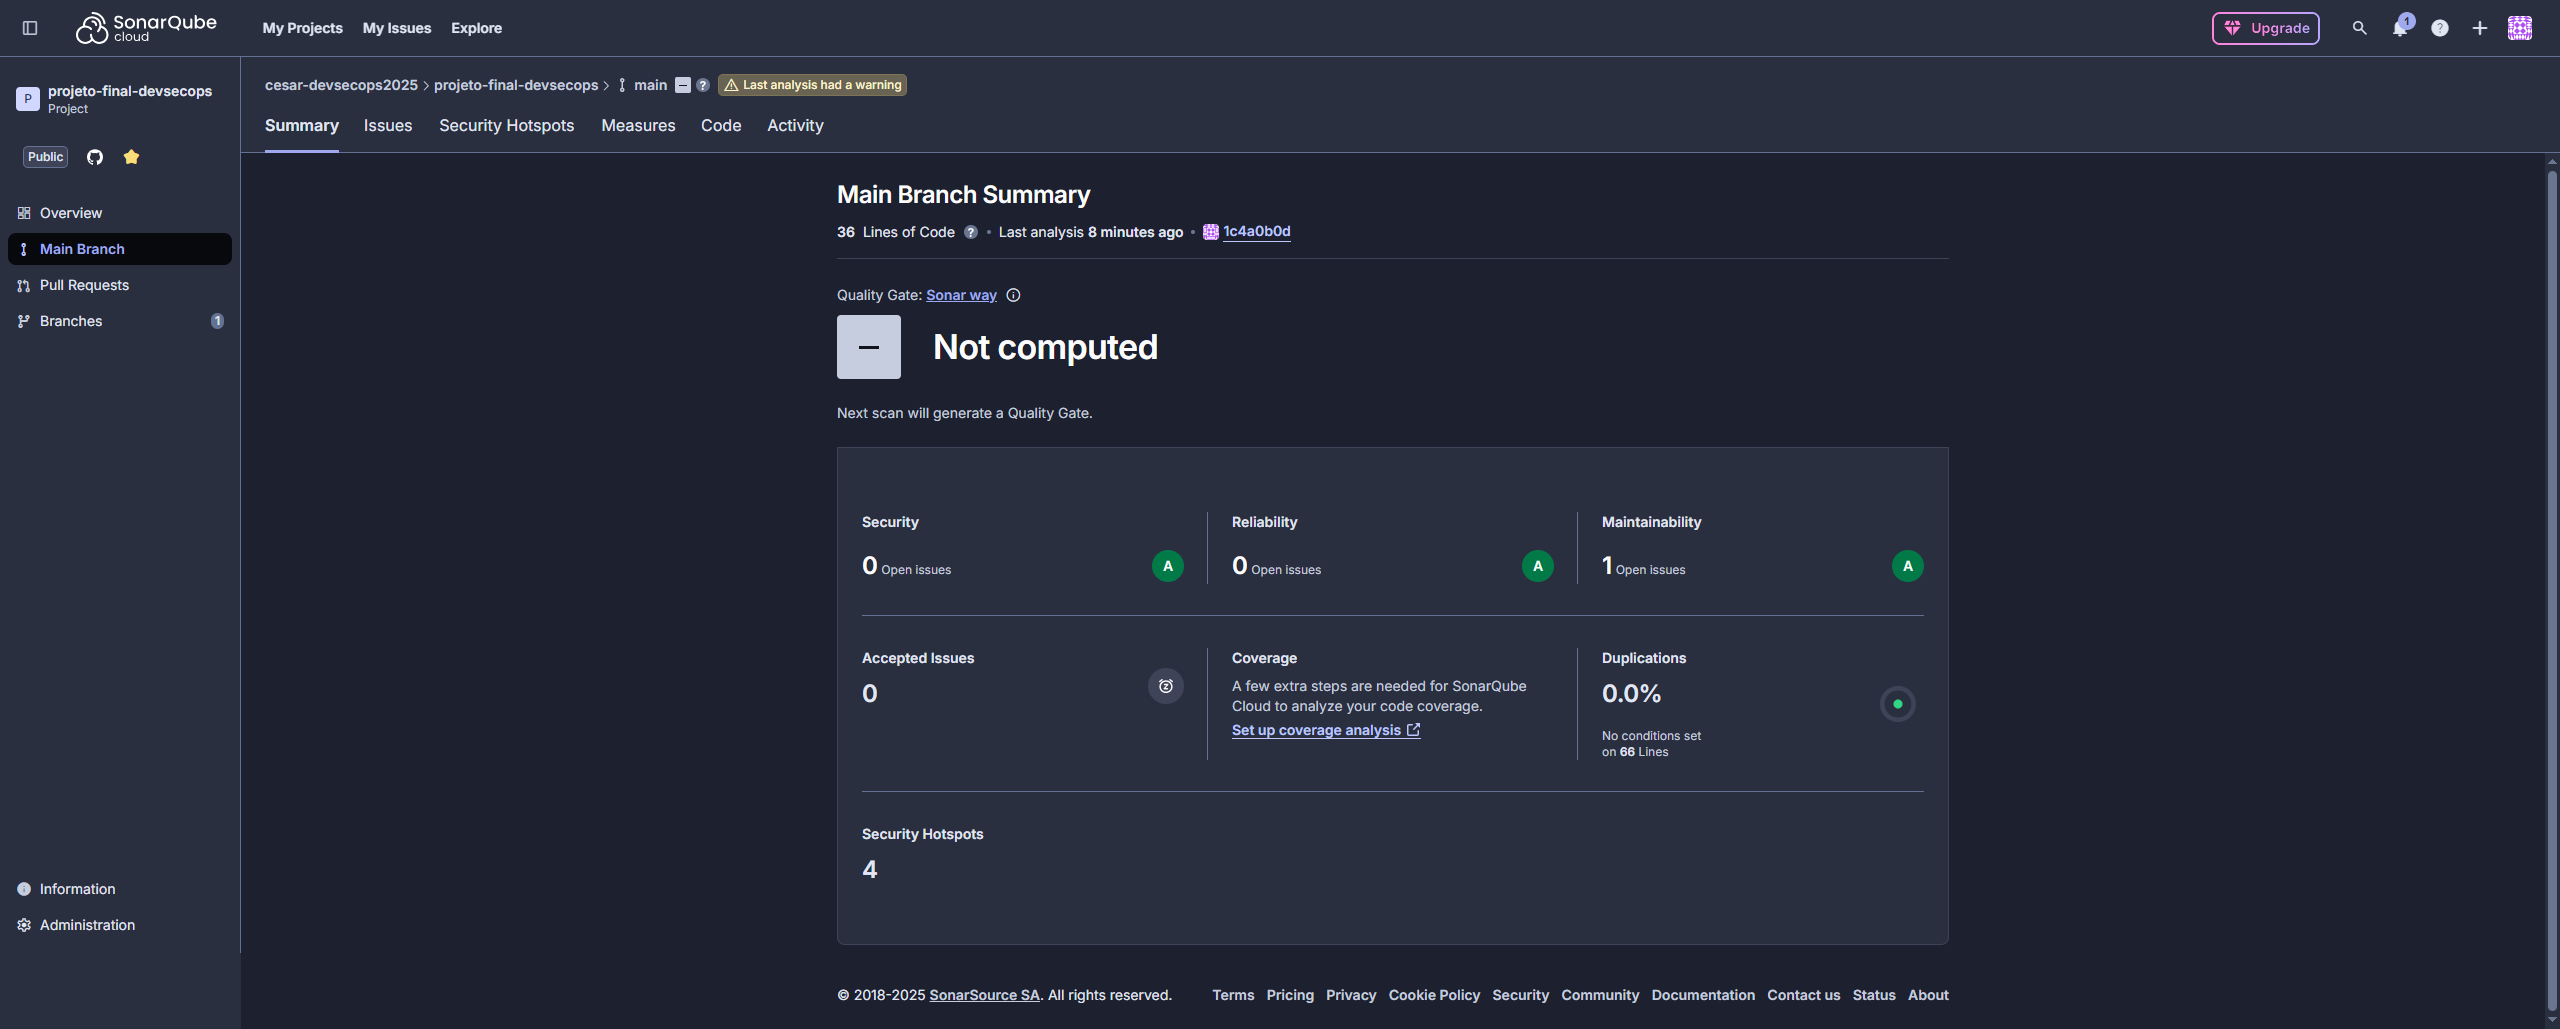 SonarQube cloud
My Projects My Issues Explore
Upgrade
1
?
P
projeto-final-devsecops
Project
Public
Overview
Main Branch
Pull Requests
Branches 1
Information
Administration
cesar-devsecops2025 > projeto-final-devsecops > main ? Last analysis had a warning
Summary Issues Security Hotspots Measures Code Activity
Main Branch Summary
36 Lines of Code ? • Last analysis 8 minutes ago • 1c4a0b0d
Quality Gate: Sonar way
Not computed
Next scan will generate a Quality Gate.
Security
0 Open issues A
Reliability
0 Open issues A
Maintainability
1 Open issues A
Accepted Issues
0
Coverage
A few extra steps are needed for SonarQube
Cloud to analyze your code coverage.
Set up coverage analysis
Duplications
0.0%
No conditions set
on 66 Lines
Security Hotspots
4
© 2018-2025 SonarSource SA. All rights reserved.
Terms Pricing Privacy Cookie Policy Security Community Documentation Contact us Status About